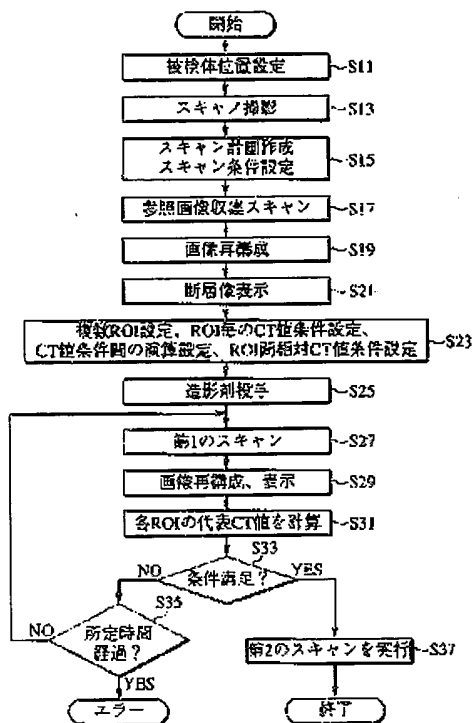 開始
被検体位置設定
S11
スキャノ撮影
S13
スキャン計画作成
スキャン条件設定
S15
参照画像収集スキャン
S17
画像再構成
S19
断層像表示
S21
複数ROI設定、ROI毎のCT値条件設定、
CT値条件間の演算設定、ROI間相対CT値条件設定
S23
造影剤投与
S25
第1のスキャン
S27
画像再構成、表示
S29
各ROIの代表CT値を計算
S31
S33
条件満足?
NO
YES
S35
所定時間
経過?
NO
YES
第2のスキャンを実行
S37
エラー
終了